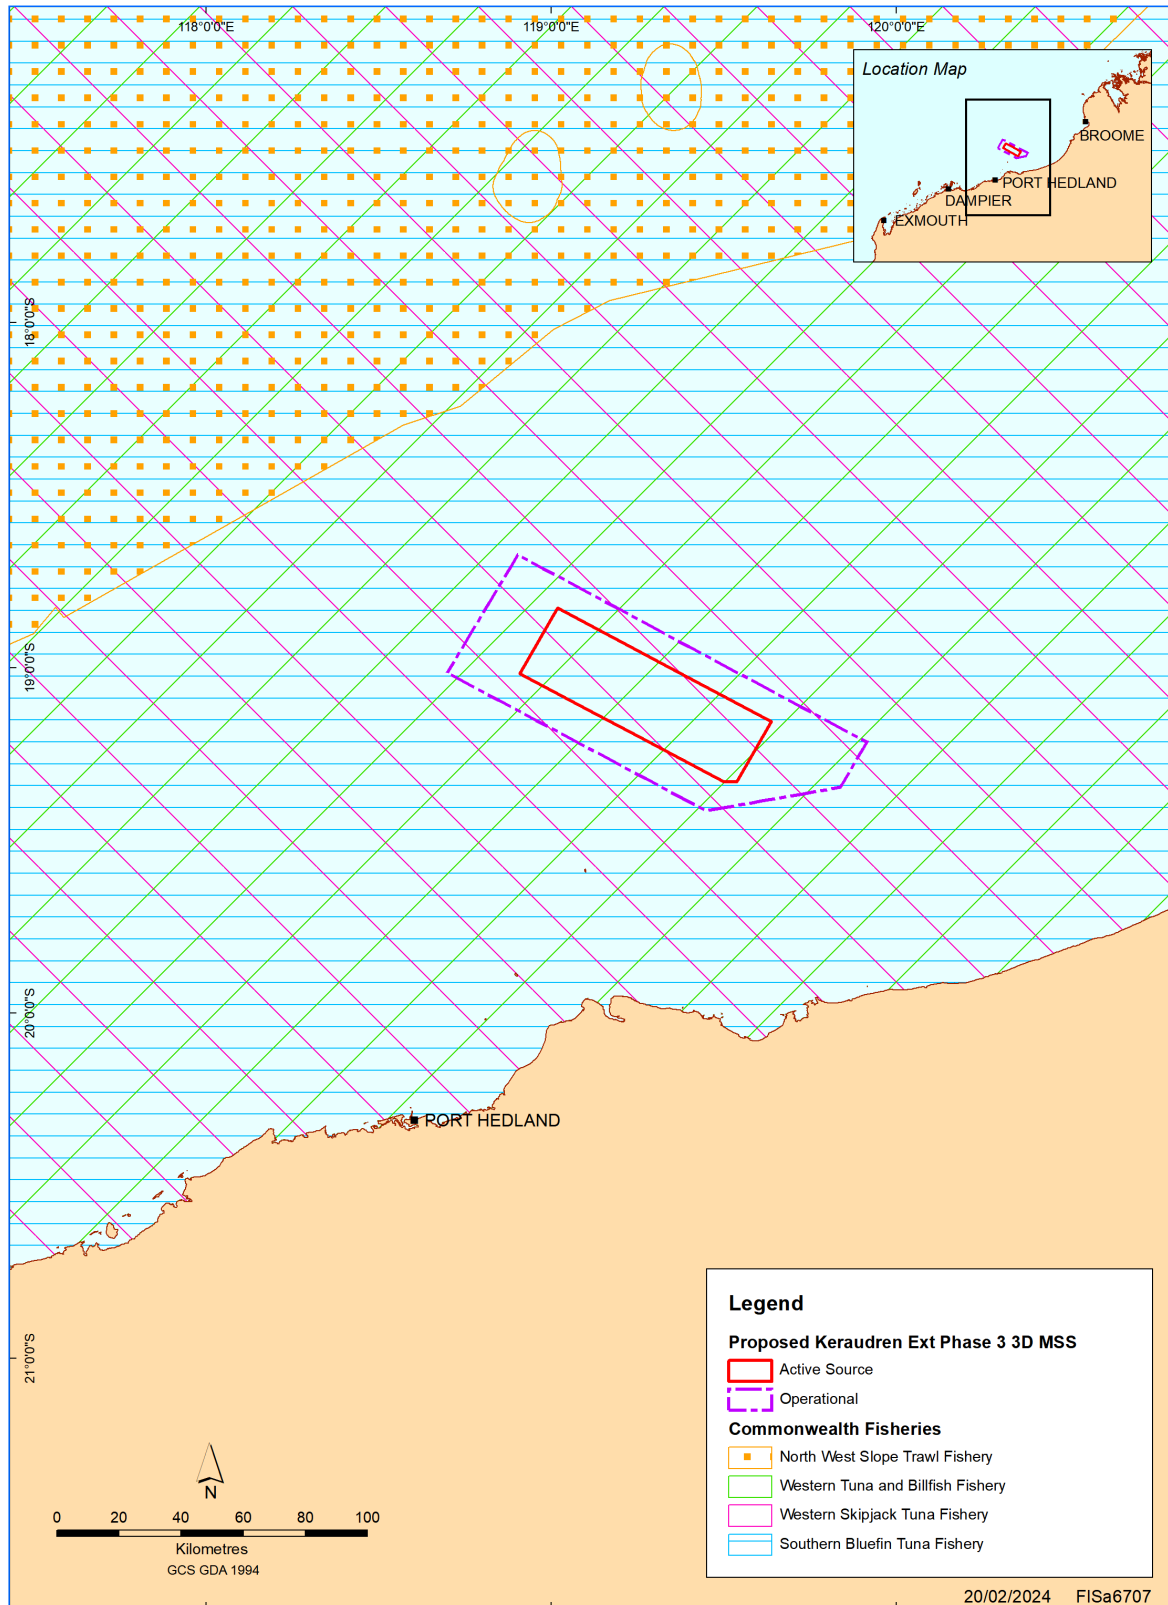 118°0'0"E
119°0'0"E
120°0'0"E
Location Map
BROOME
PORT HEDLAND
DAMPIER
EXMOUTH
18°0'0"S
19°0'0"S
20°0'0"S
PORT HEDLAND
21°0'0"S
Legend
Proposed Keraudren Ext Phase 3 3D MSS
Active Source
Operational
Commonwealth Fisheries
North West Slope Trawl Fishery
Western Tuna and Billfish Fishery
Western Skipjack Tuna Fishery
Southern Bluefin Tuna Fishery
N
0 20 40 60 80 100
Kilometres
GCS GDA 1994
20/02/2024 FISa6707